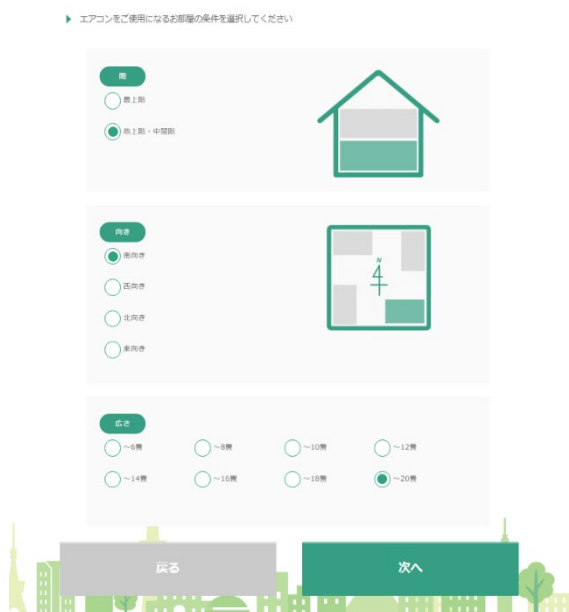 エアコンをご使用になるお部屋の条件を選択してください
階
最上階
地上階・中間階
向き
南向き
西向き
北向き
東向き
N
広さ
～6畳 ～8畳 ～10畳 ～12畳
～14畳 ～16畳 ～18畳 ～20畳
戻る 次へ